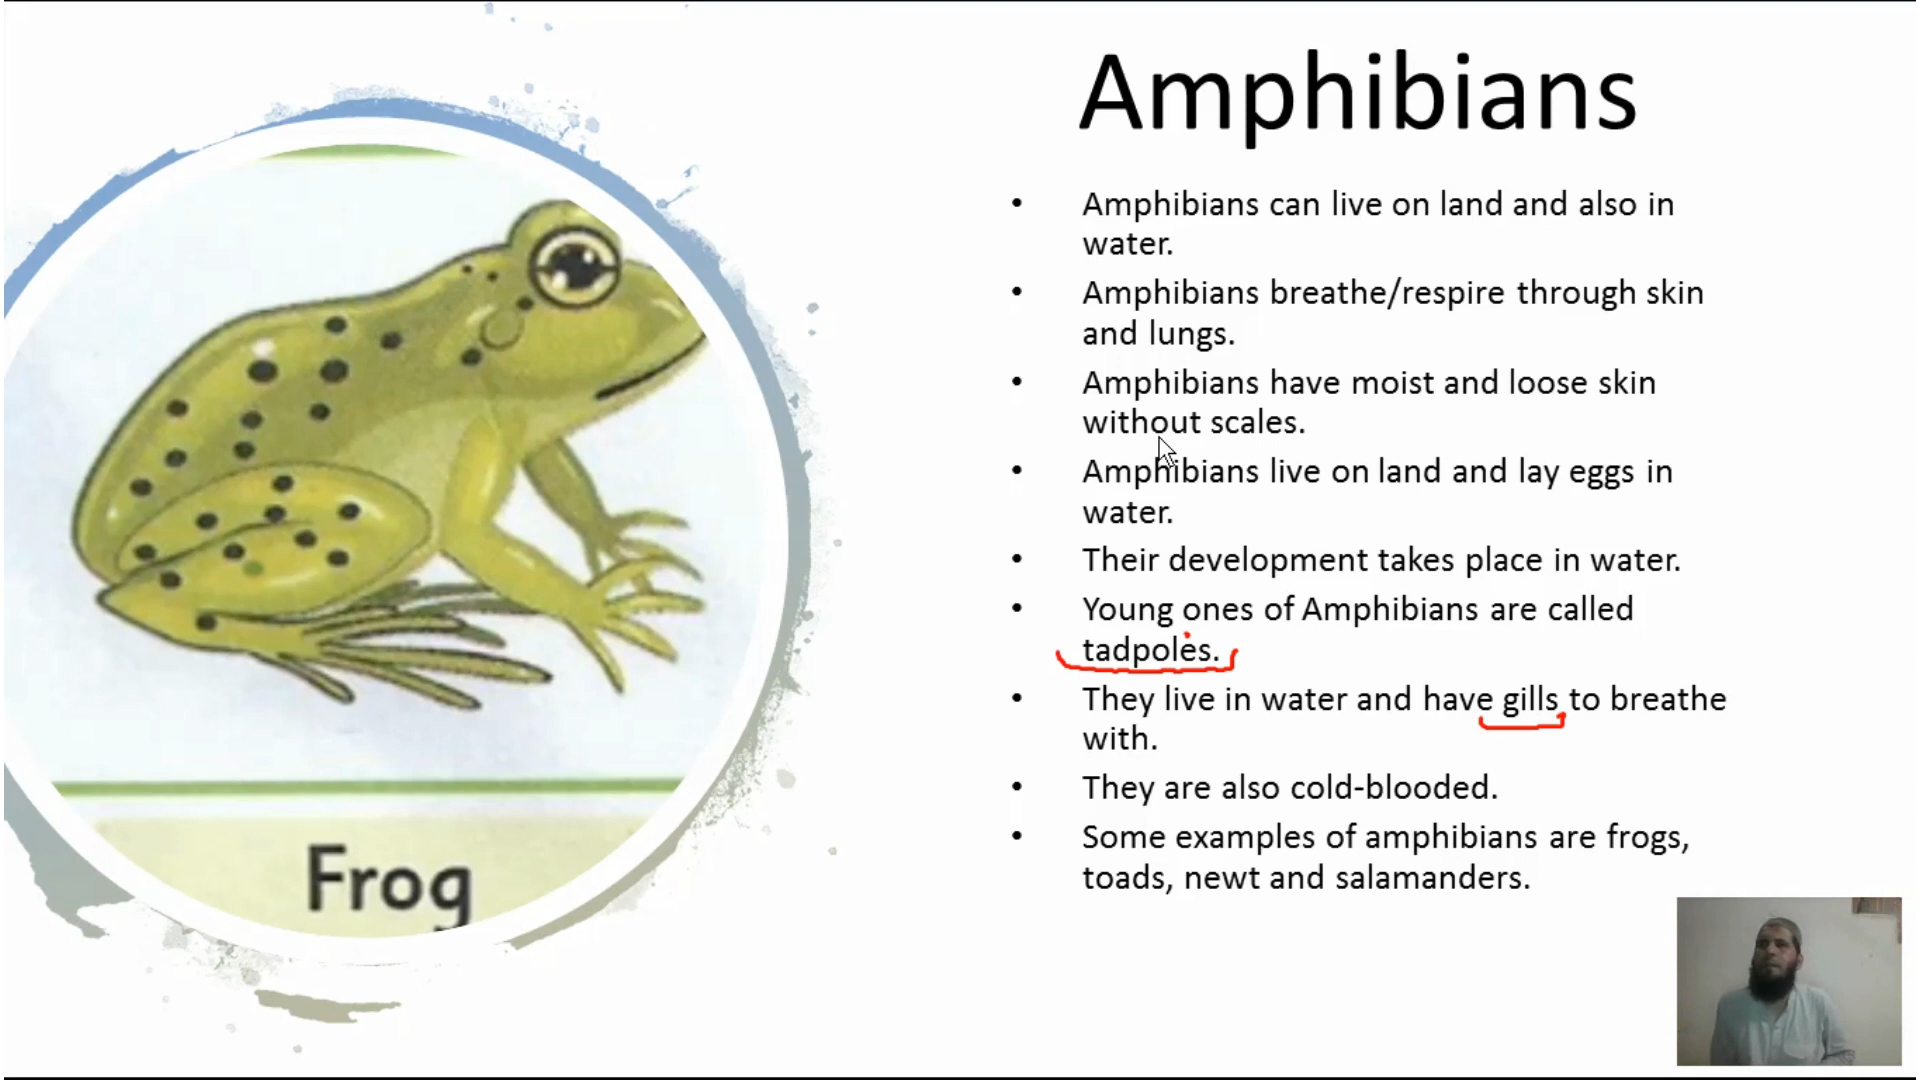 Amphibians
• Amphibians can live on land and also in
water.
• Amphibians breathe/respire through skin
and lungs.
• Amphibians have moist and loose skin
without scales.
• Amphibians live on land and lay eggs in
water.
• Their development takes place in water.
• Young ones of Amphibians are called
tadpoles.
• They live in water and have gills to breathe
with.
• They are also cold-blooded.
• Some examples of amphibians are frogs,
toads, newt and salamanders.
Frog